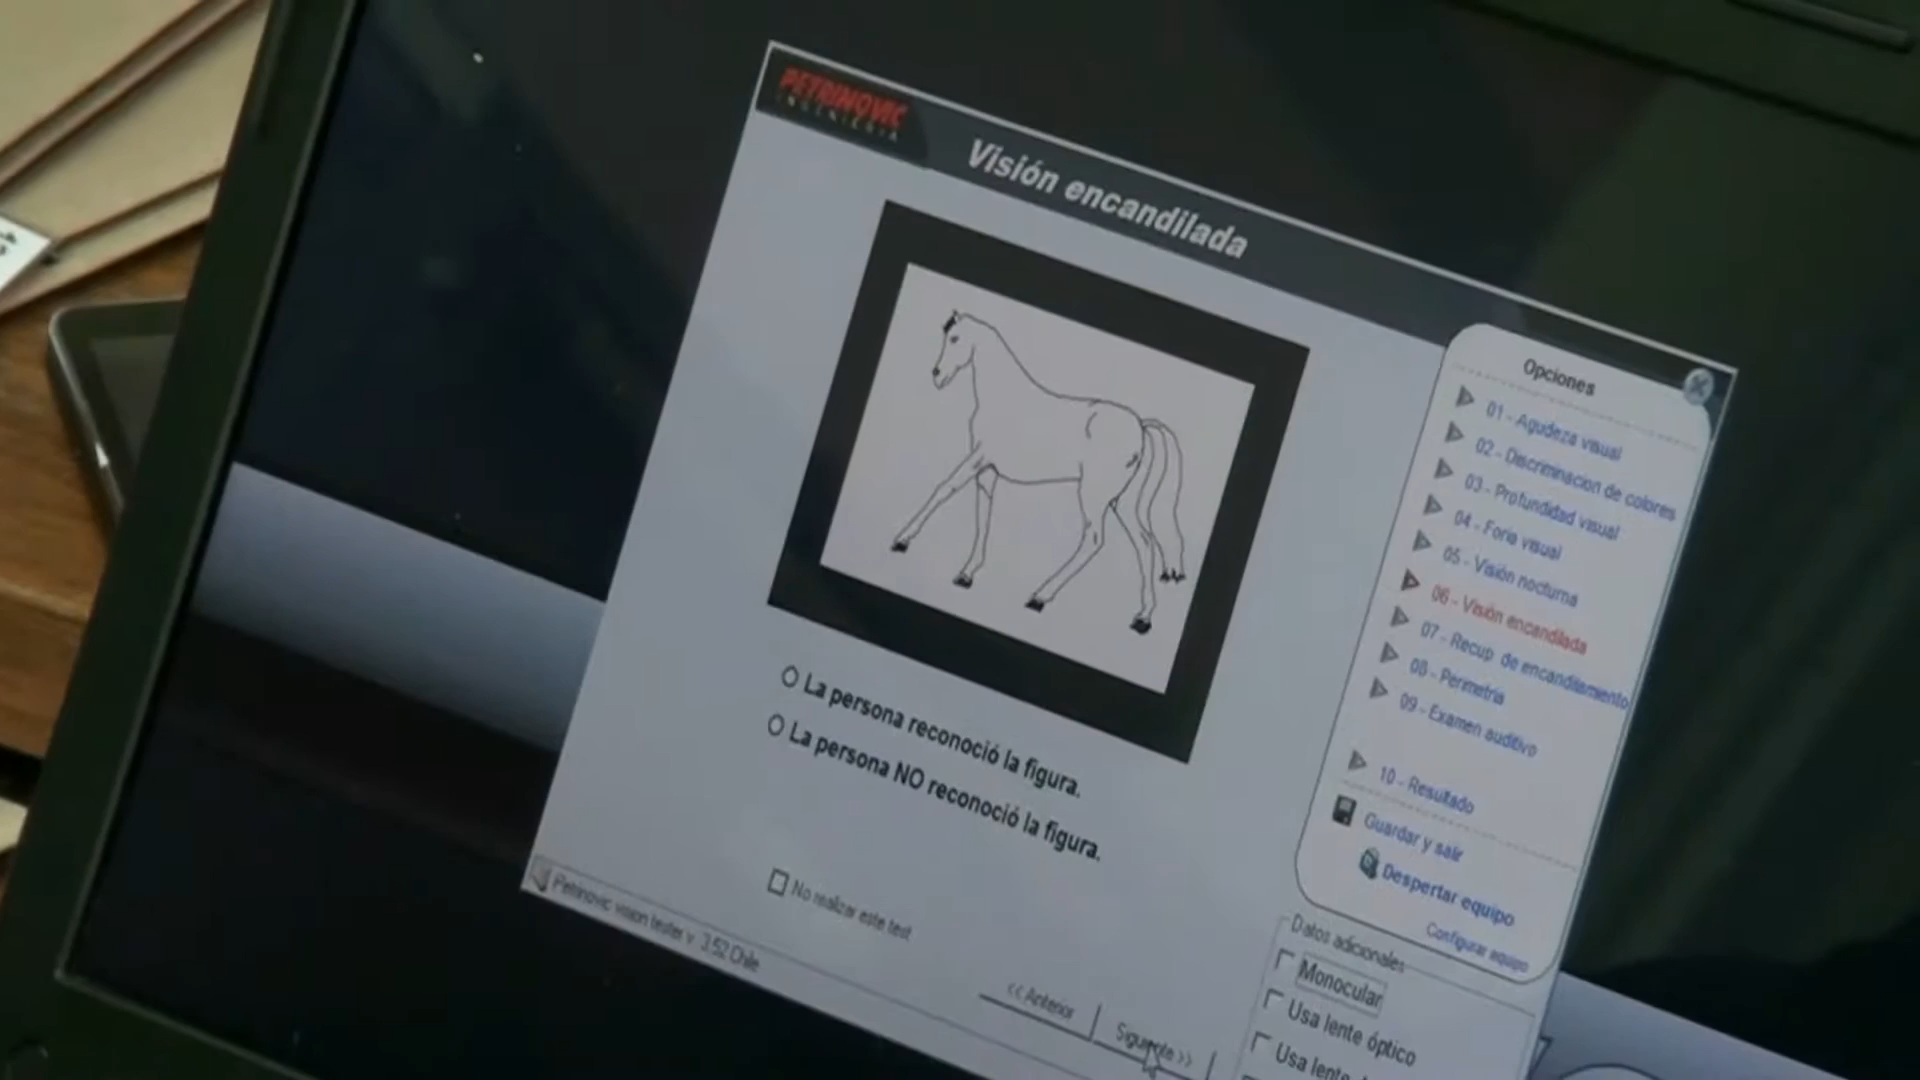 PETRINOVIC
INGENIERIA
Visión encandilada
Opciones
01 - Agudeza visual
02 - Discriminacion de colores
03 - Profundidad visual
04 - Foria visual
05 - Visión nocturna
06 - Visión encandilada
07 - Recup. de encandilamiento
08 - Perimetria
09 - Examen auditivo
10 - Resultado
Guardar y salir
Despertar equipo
Configurar equipo
La persona reconoció la figura.
La persona NO reconoció la figura.
No realizar este test
Datos adicionales
Monocular
Usa lente óptico
Usa lente
<< Anterior
Siguiente >>
Petrinovic vision tester v. 3.52 Chile